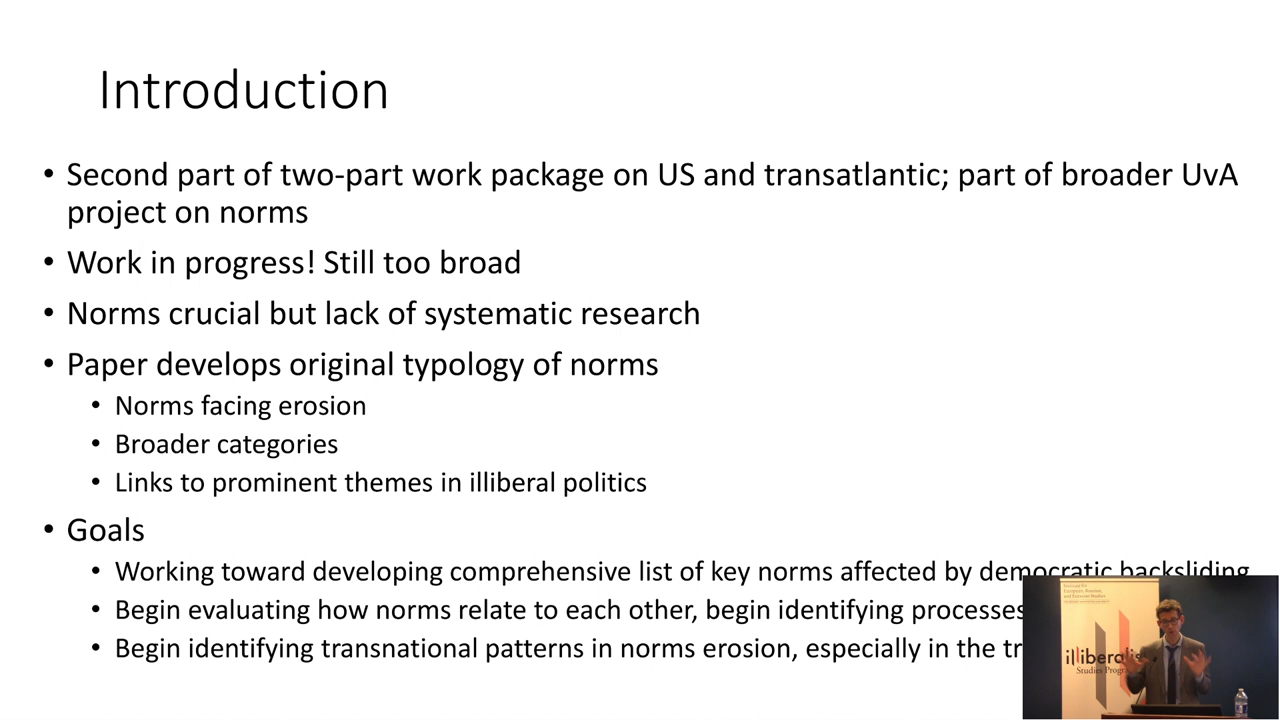 Introduction
• Second part of two-part work package on US and transatlantic; part of broader UvA
project on norms
• Work in progress! Still too broad
• Norms crucial but lack of systematic research
• Paper develops original typology of norms
• Norms facing erosion
• Broader categories
• Links to prominent themes in illiberal politics
• Goals
• Working toward developing comprehensive list of key norms affected by democratic backsliding
• Begin evaluating how norms relate to each other, begin identifying processes
• Begin identifying transnational patterns in norms erosion, especially in the tr
illiberalis
Studies Progr